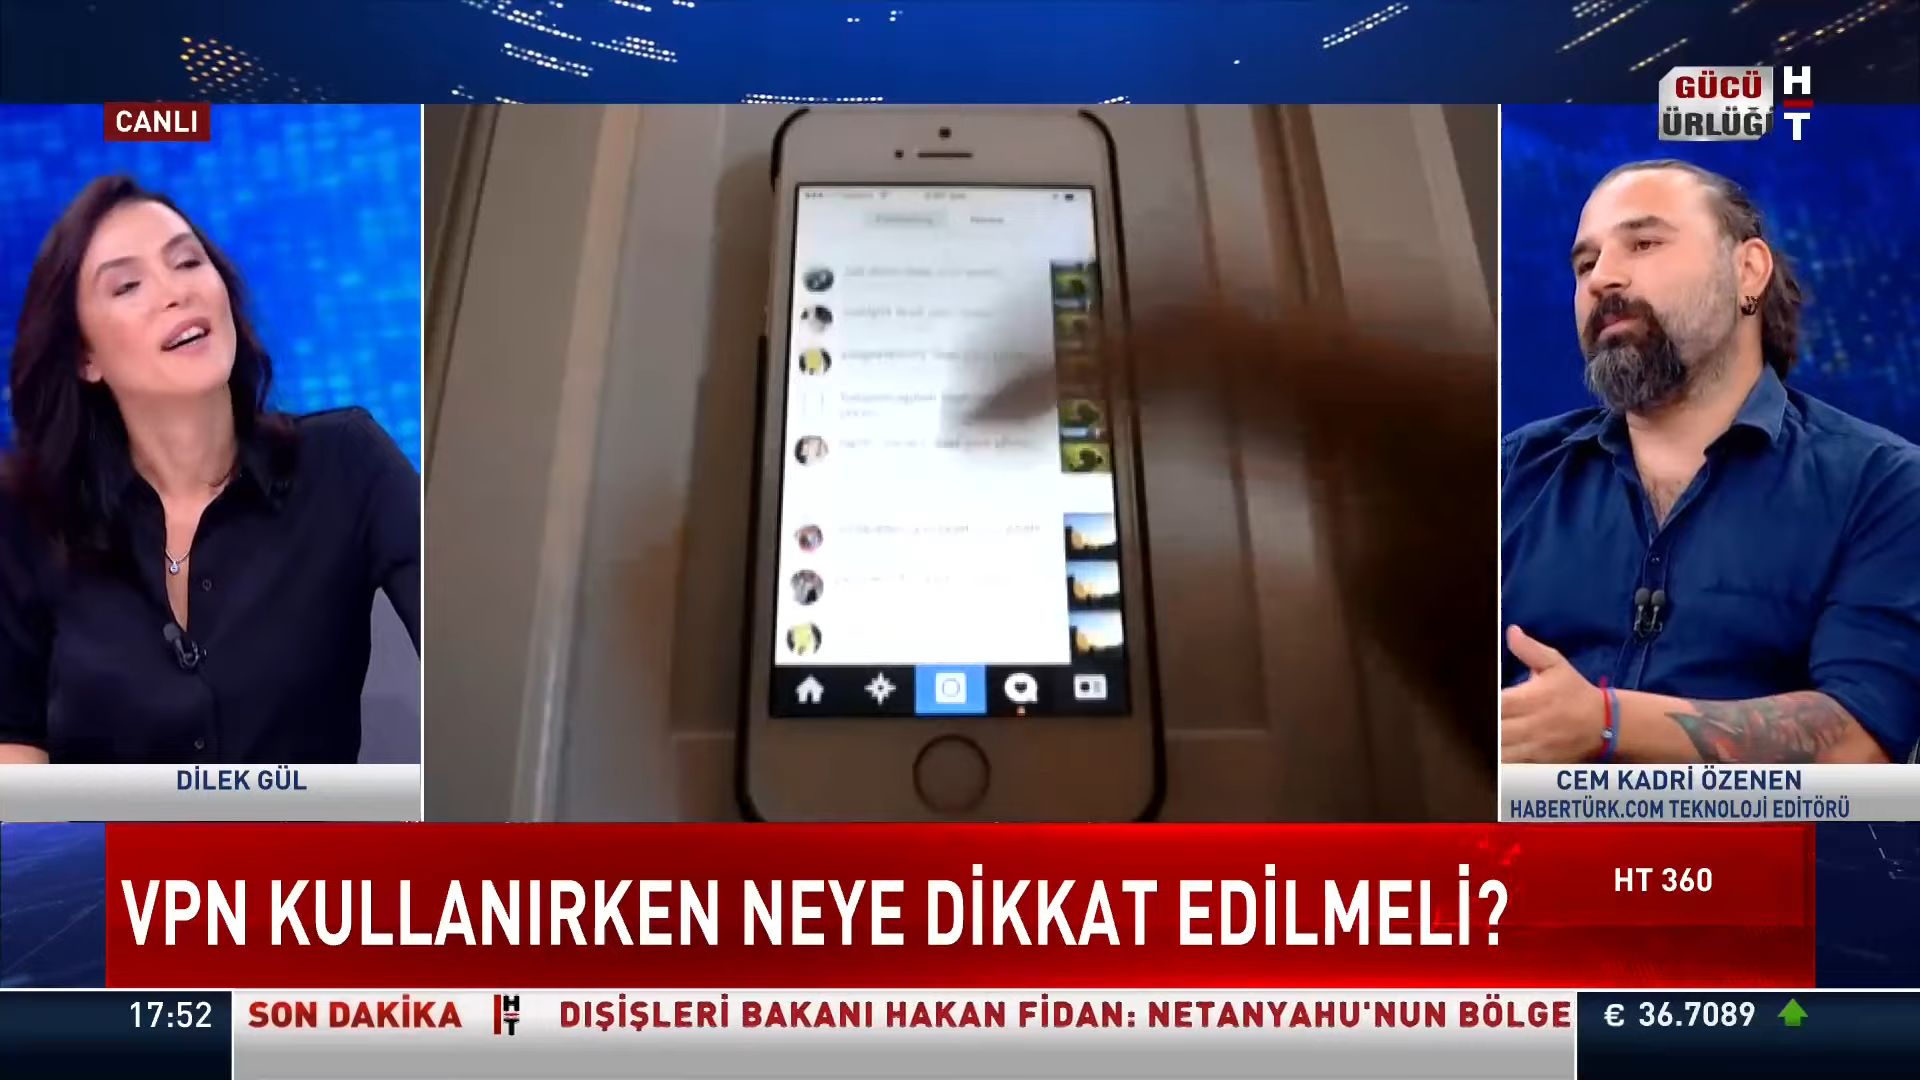 GÜCÜ
ÜRLÜĞ
HT
CANLI
DİLEK GÜL
CEM KADRİ ÖZENEN
HABERTÜRK.COM TEKNOLOJİ EDİTÖRÜ
VPN KULLANIRKEN NEYE DİKKAT EDİLMELİ?
HT 360
17:52
SON DAKİKA
HT
DIŞİŞLERİ BAKANI HAKAN FİDAN: NETANYAHU'NUN BÖLGE
€ 36.7089